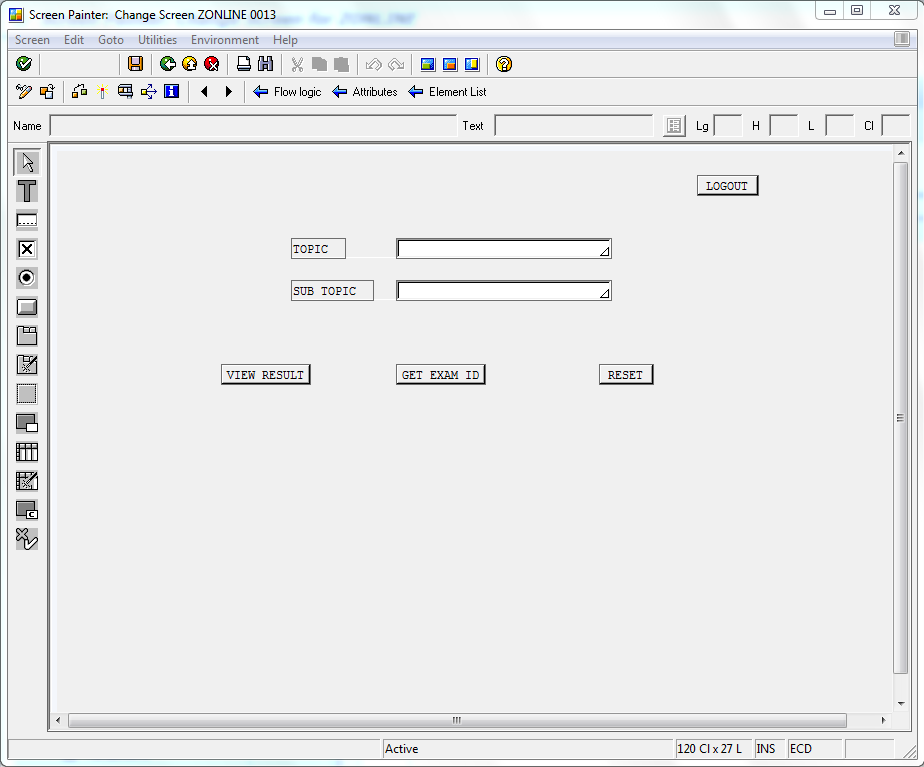 Screen Painter: Change Screen ZONLINE 0013
Screen Edit Goto Utilities Environment Help
Flow logic Attributes Element List
Name Text Lg H L Cl
LOGOUT
TOPIC
SUB TOPIC
VIEW RESULT GET EXAM ID RESET
Active 120 Cl x 27 L INS ECD